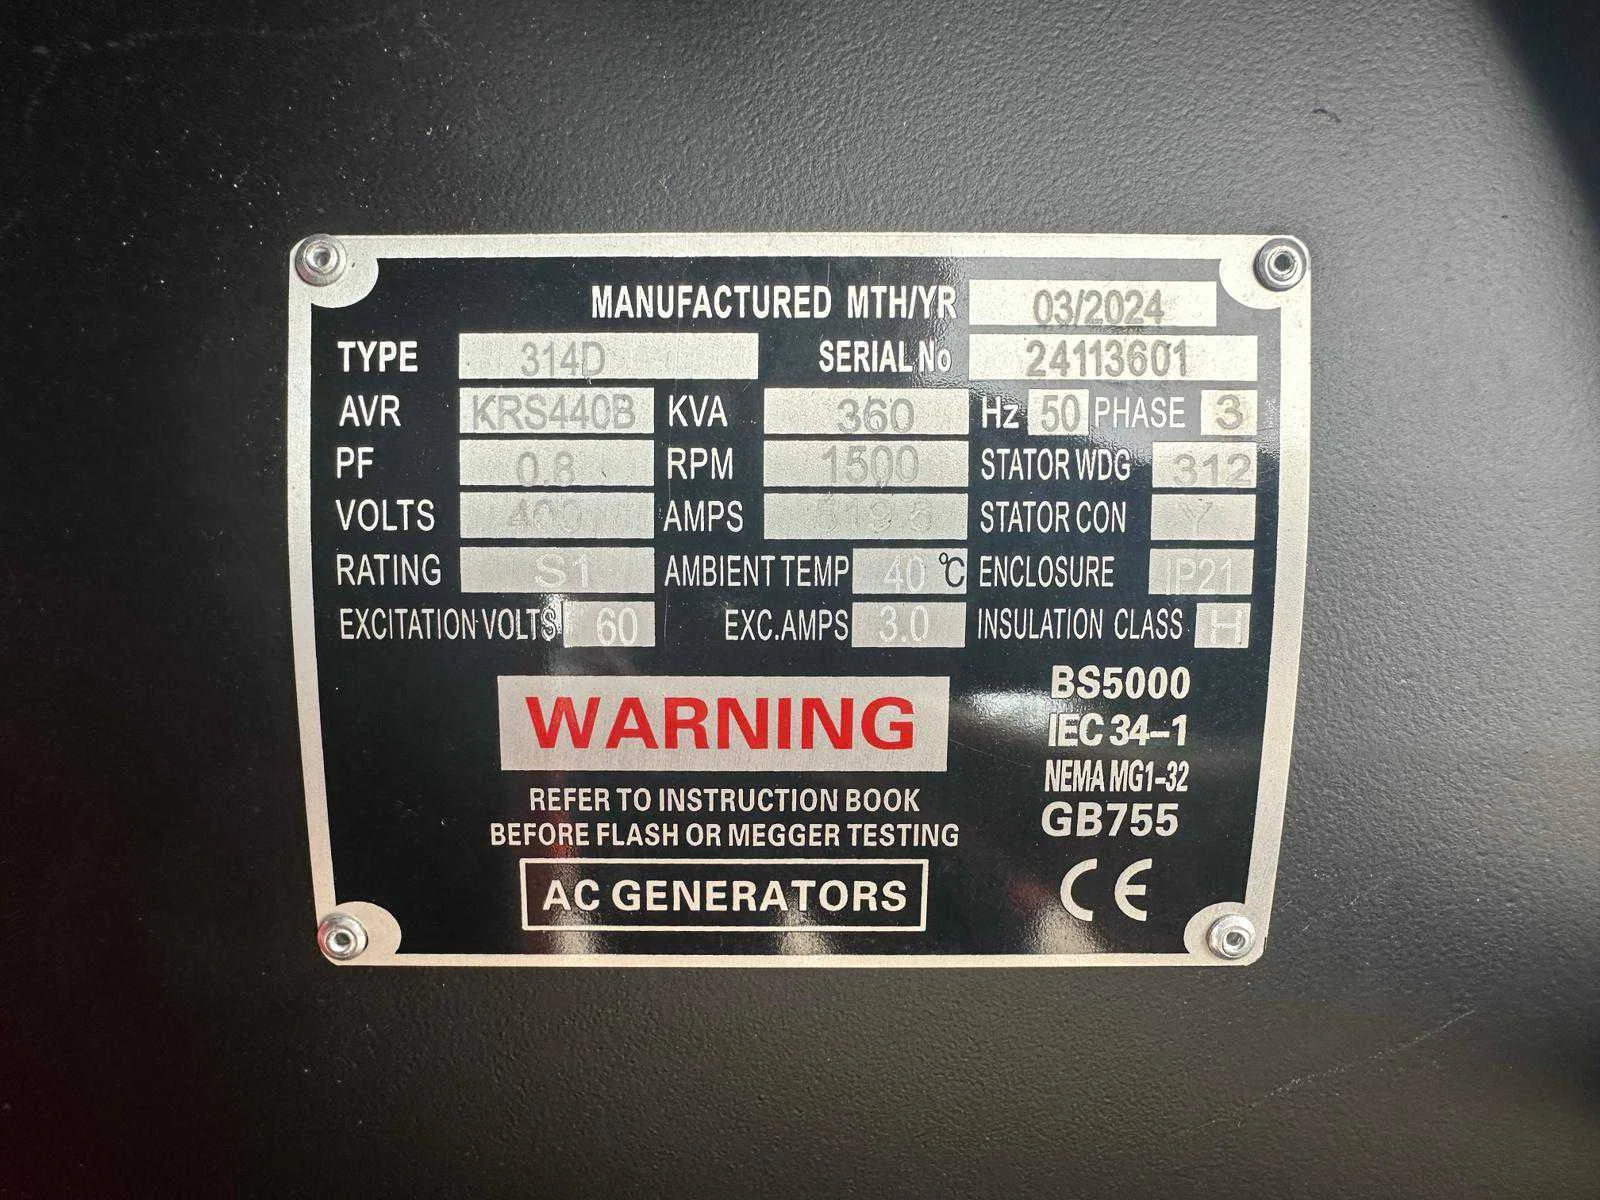 MANUFACTURED MTH/YR 03/2024
TYPE 314D SERIAL No 24113601
AVR KRS440B KVA 360 Hz 50 PHASE 3
PF 0.8 RPM 1500 STATOR WDG 312
VOLTS 400 AMPS 519.6 STATOR CON Y
RATING S1 AMBIENT TEMP 40 ℃ ENCLOSURE IP21
EXCITATION VOLTS 60 EXC.AMPS 3.0 INSULATION CLASS H
WARNING
REFER TO INSTRUCTION BOOK
BEFORE FLASH OR MEGGER TESTING
AC GENERATORS
BS5000
IEC 34-1
NEMA MG1-32
GB755
CE